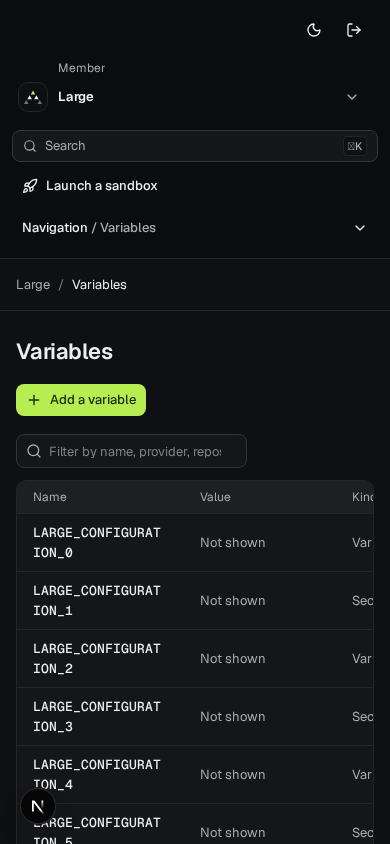 Member
Large
Search
K
Launch a sandbox
Navigation / Variables
Large / Variables
Variables
+ Add a variable
Filter by name, provider, repo
Name Value Kind
LARGE_CONFIGURAT
ION_0
Not shown
Var
LARGE_CONFIGURAT
ION_1
Not shown
Sec
LARGE_CONFIGURAT
ION_2
Not shown
Var
LARGE_CONFIGURAT
ION_3
Not shown
Sec
LARGE_CONFIGURAT
ION_4
Not shown
Var
LARGE_CONFIGURAT
ION_5
Not shown
Sec
N